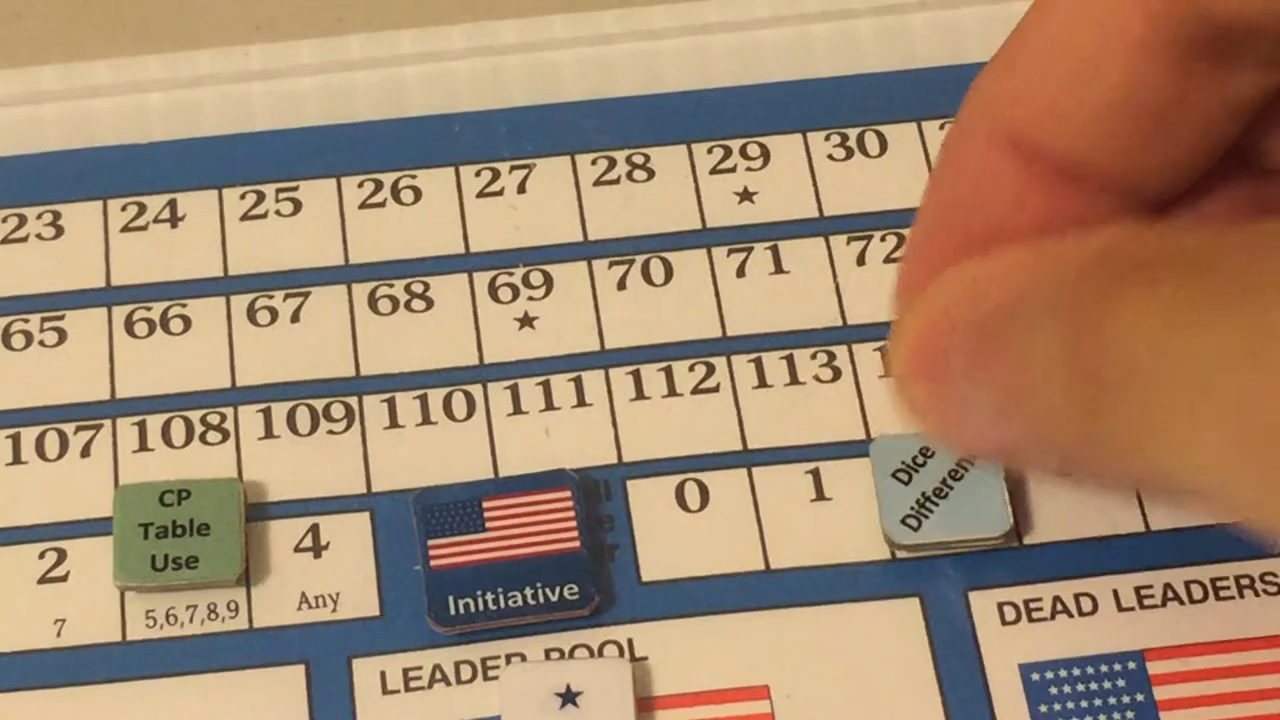 23 24 25 26 27 28 29 30
65 66 67 68 69 70 71 72
107 108 109 110 111 112 113
2 4 0 1
7 5,6,7,8,9 Any
CP
Table
Use
Initiative
Dice
LEADER POOL
DEAD LEADERS